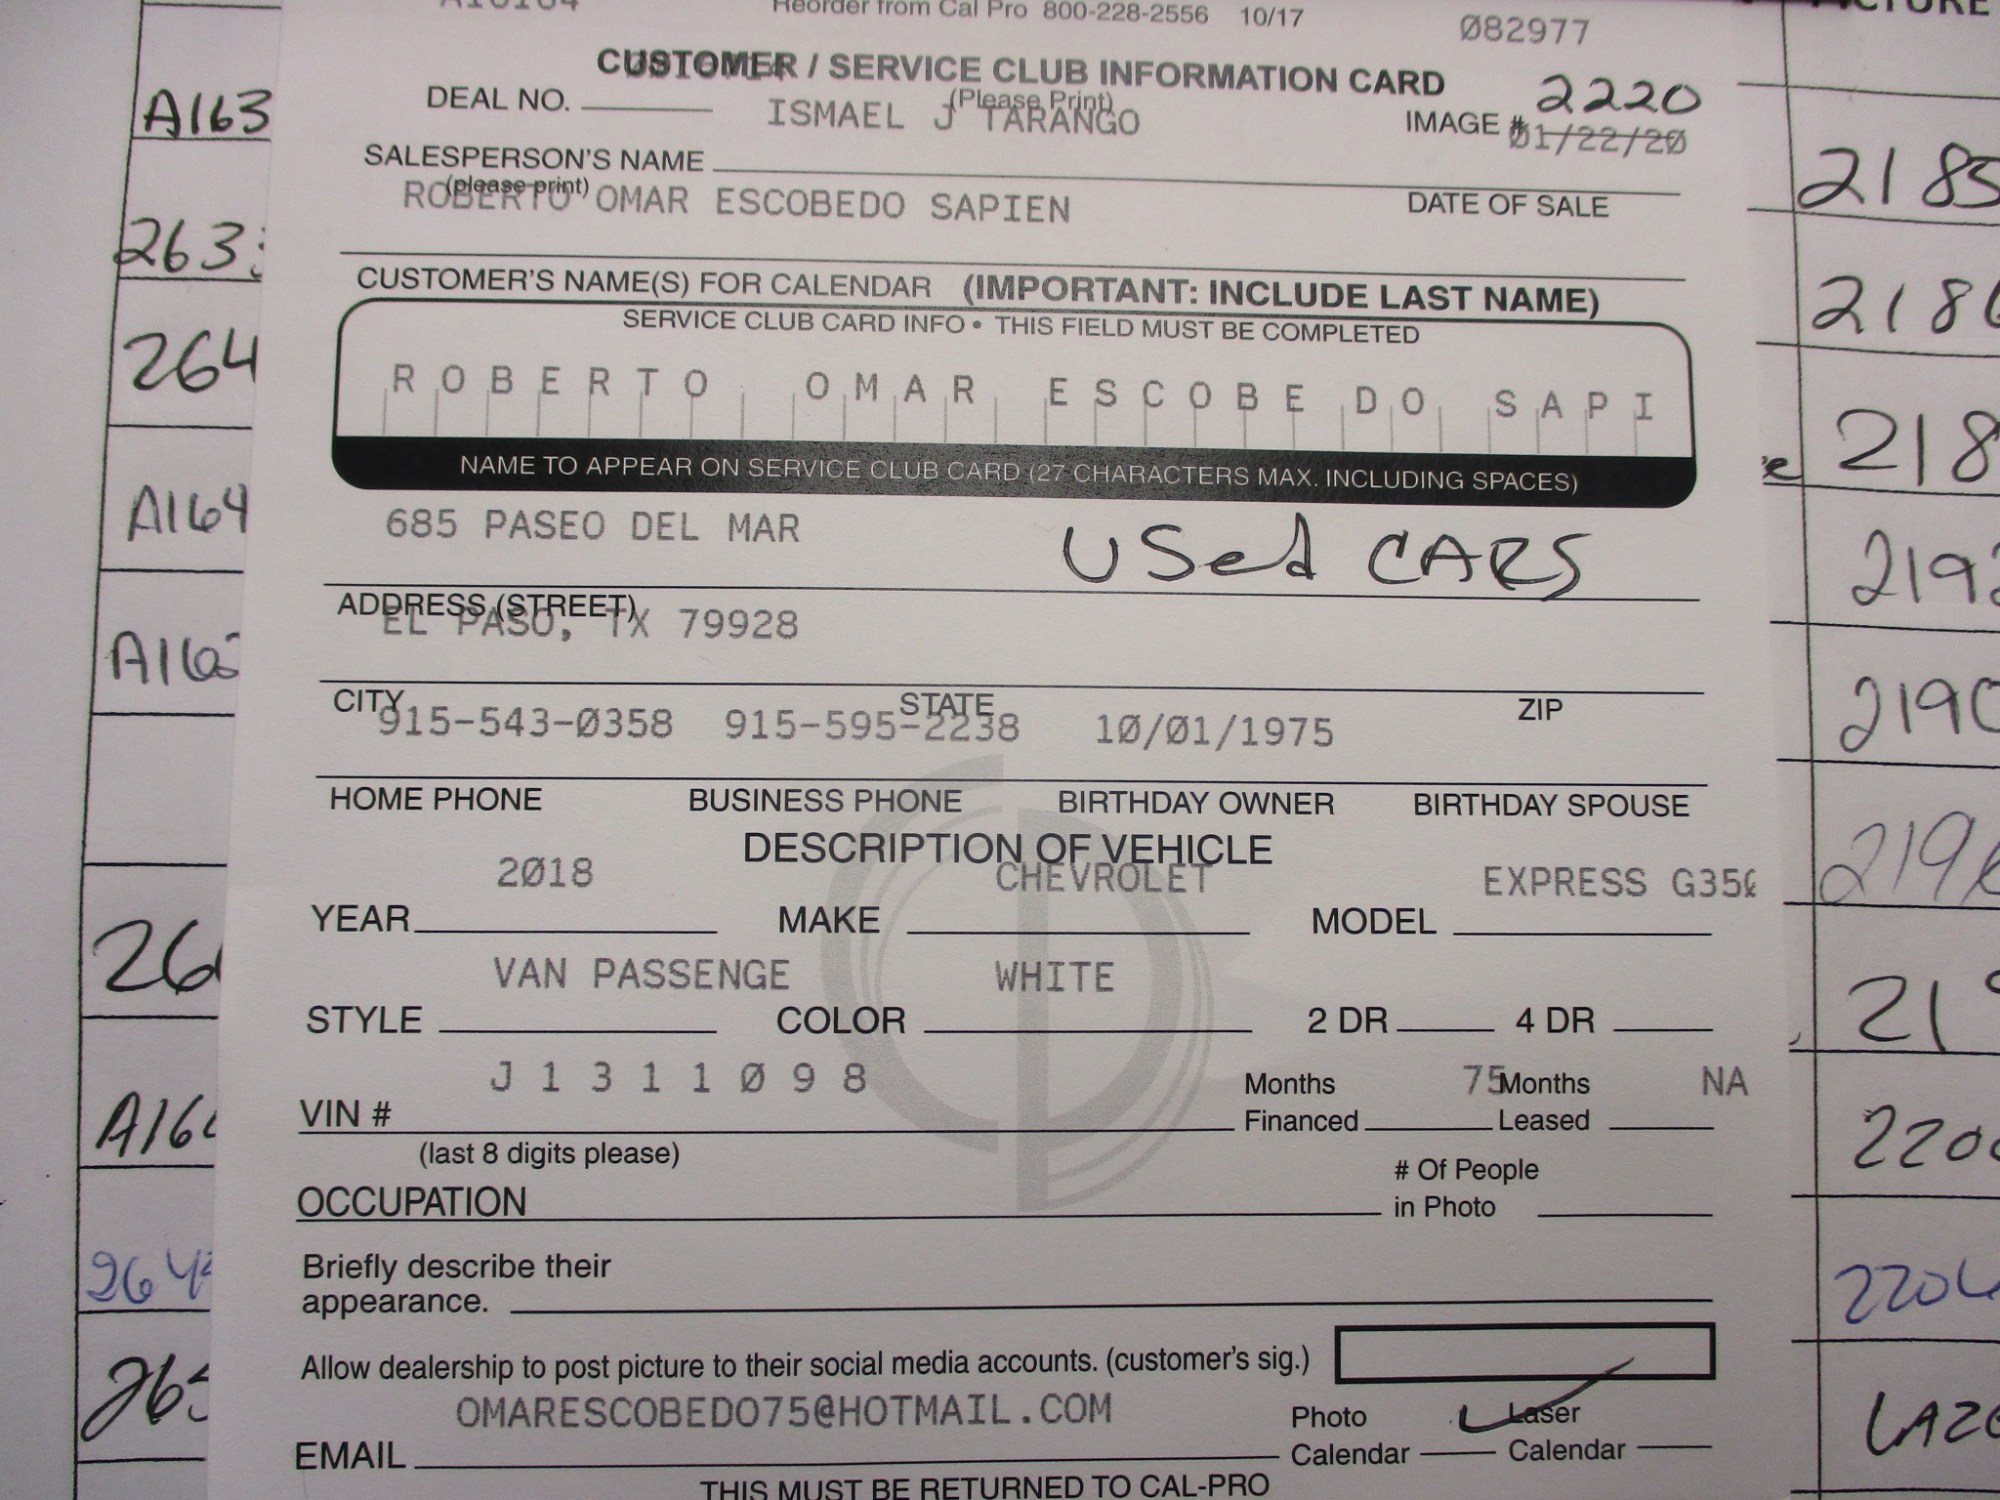 Reorder from Cal Pro 800-228-2556 10/17
Ø82977
CUSTOMER / SERVICE CLUB INFORMATION CARD
(Please Print)
DEAL NO.
ISMAEL J TARANGO
IMAGE # 2220
Ø1/22/2Ø
SALESPERSON'S NAME
(please print)
ROBERTO OMAR ESCOBEDO SAPIEN
DATE OF SALE
CUSTOMER'S NAME(S) FOR CALENDAR (IMPORTANT: INCLUDE LAST NAME)
SERVICE CLUB CARD INFO • THIS FIELD MUST BE COMPLETED
ROBERTO OMAR ESCOBEDO SAPI
NAME TO APPEAR ON SERVICE CLUB CARD (27 CHARACTERS MAX. INCLUDING SPACES)
685 PASEO DEL MAR
USed CARS
ADDRESS (STREET)
EL PASO, TX 79928
CITY STATE ZIP
915-543-Ø358 915-595-2238 1Ø/Ø1/1975
HOME PHONE BUSINESS PHONE BIRTHDAY OWNER BIRTHDAY SPOUSE
DESCRIPTION OF VEHICLE
2Ø18 CHEVROLET EXPRESS G35
YEAR MAKE MODEL
VAN PASSENGE WHITE
STYLE COLOR 2 DR 4 DR
J1311Ø98
Months Financed 75 Months Leased NA
VIN #
(last 8 digits please)
# Of People in Photo
OCCUPATION
Briefly describe their
appearance.
Allow dealership to post picture to their social media accounts. (customer's sig.)
OMARESCOBEDO75@HOTMAIL.COM
Photo Calendar Laser Calendar
EMAIL
THIS MUST BE RETURNED TO CAL-PRO
A163
264
A164
2185